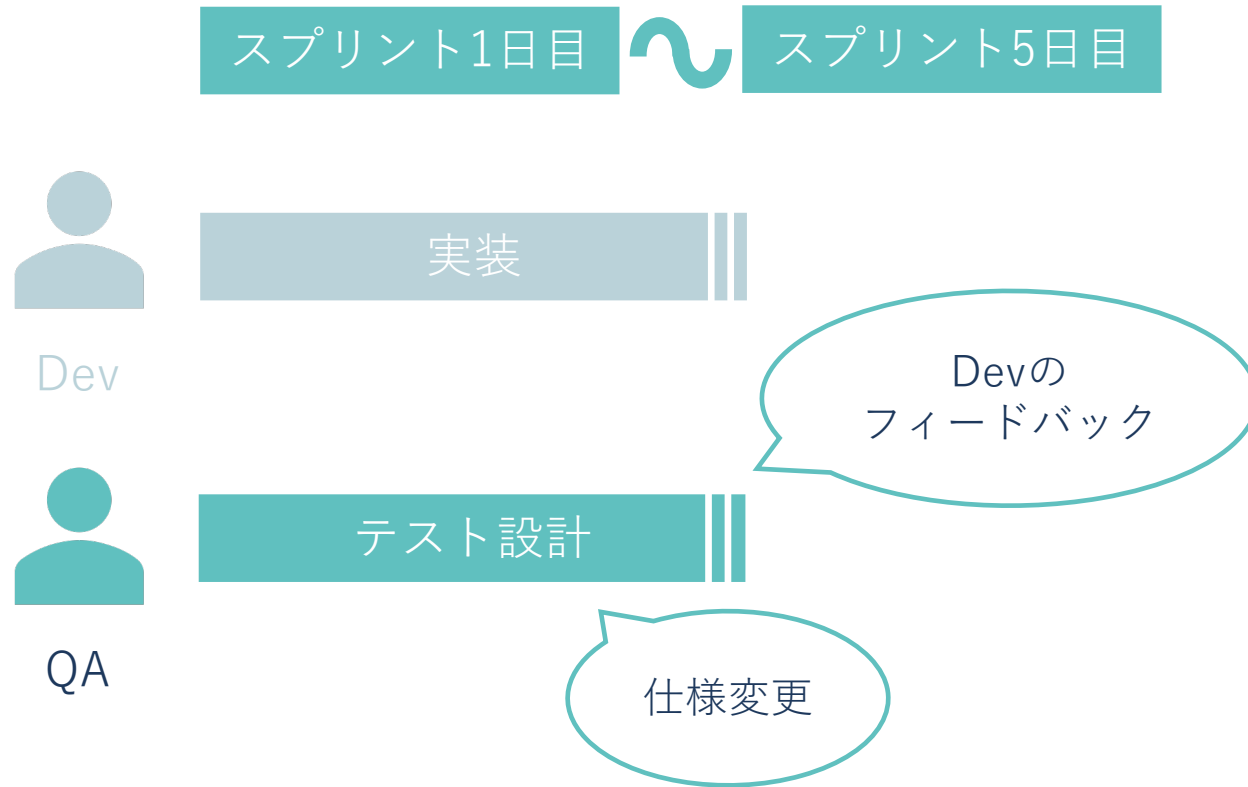 スプリント1日目 〜 スプリント5日目
実装
Dev
Devの
フィードバック
テスト設計
QA
仕様変更